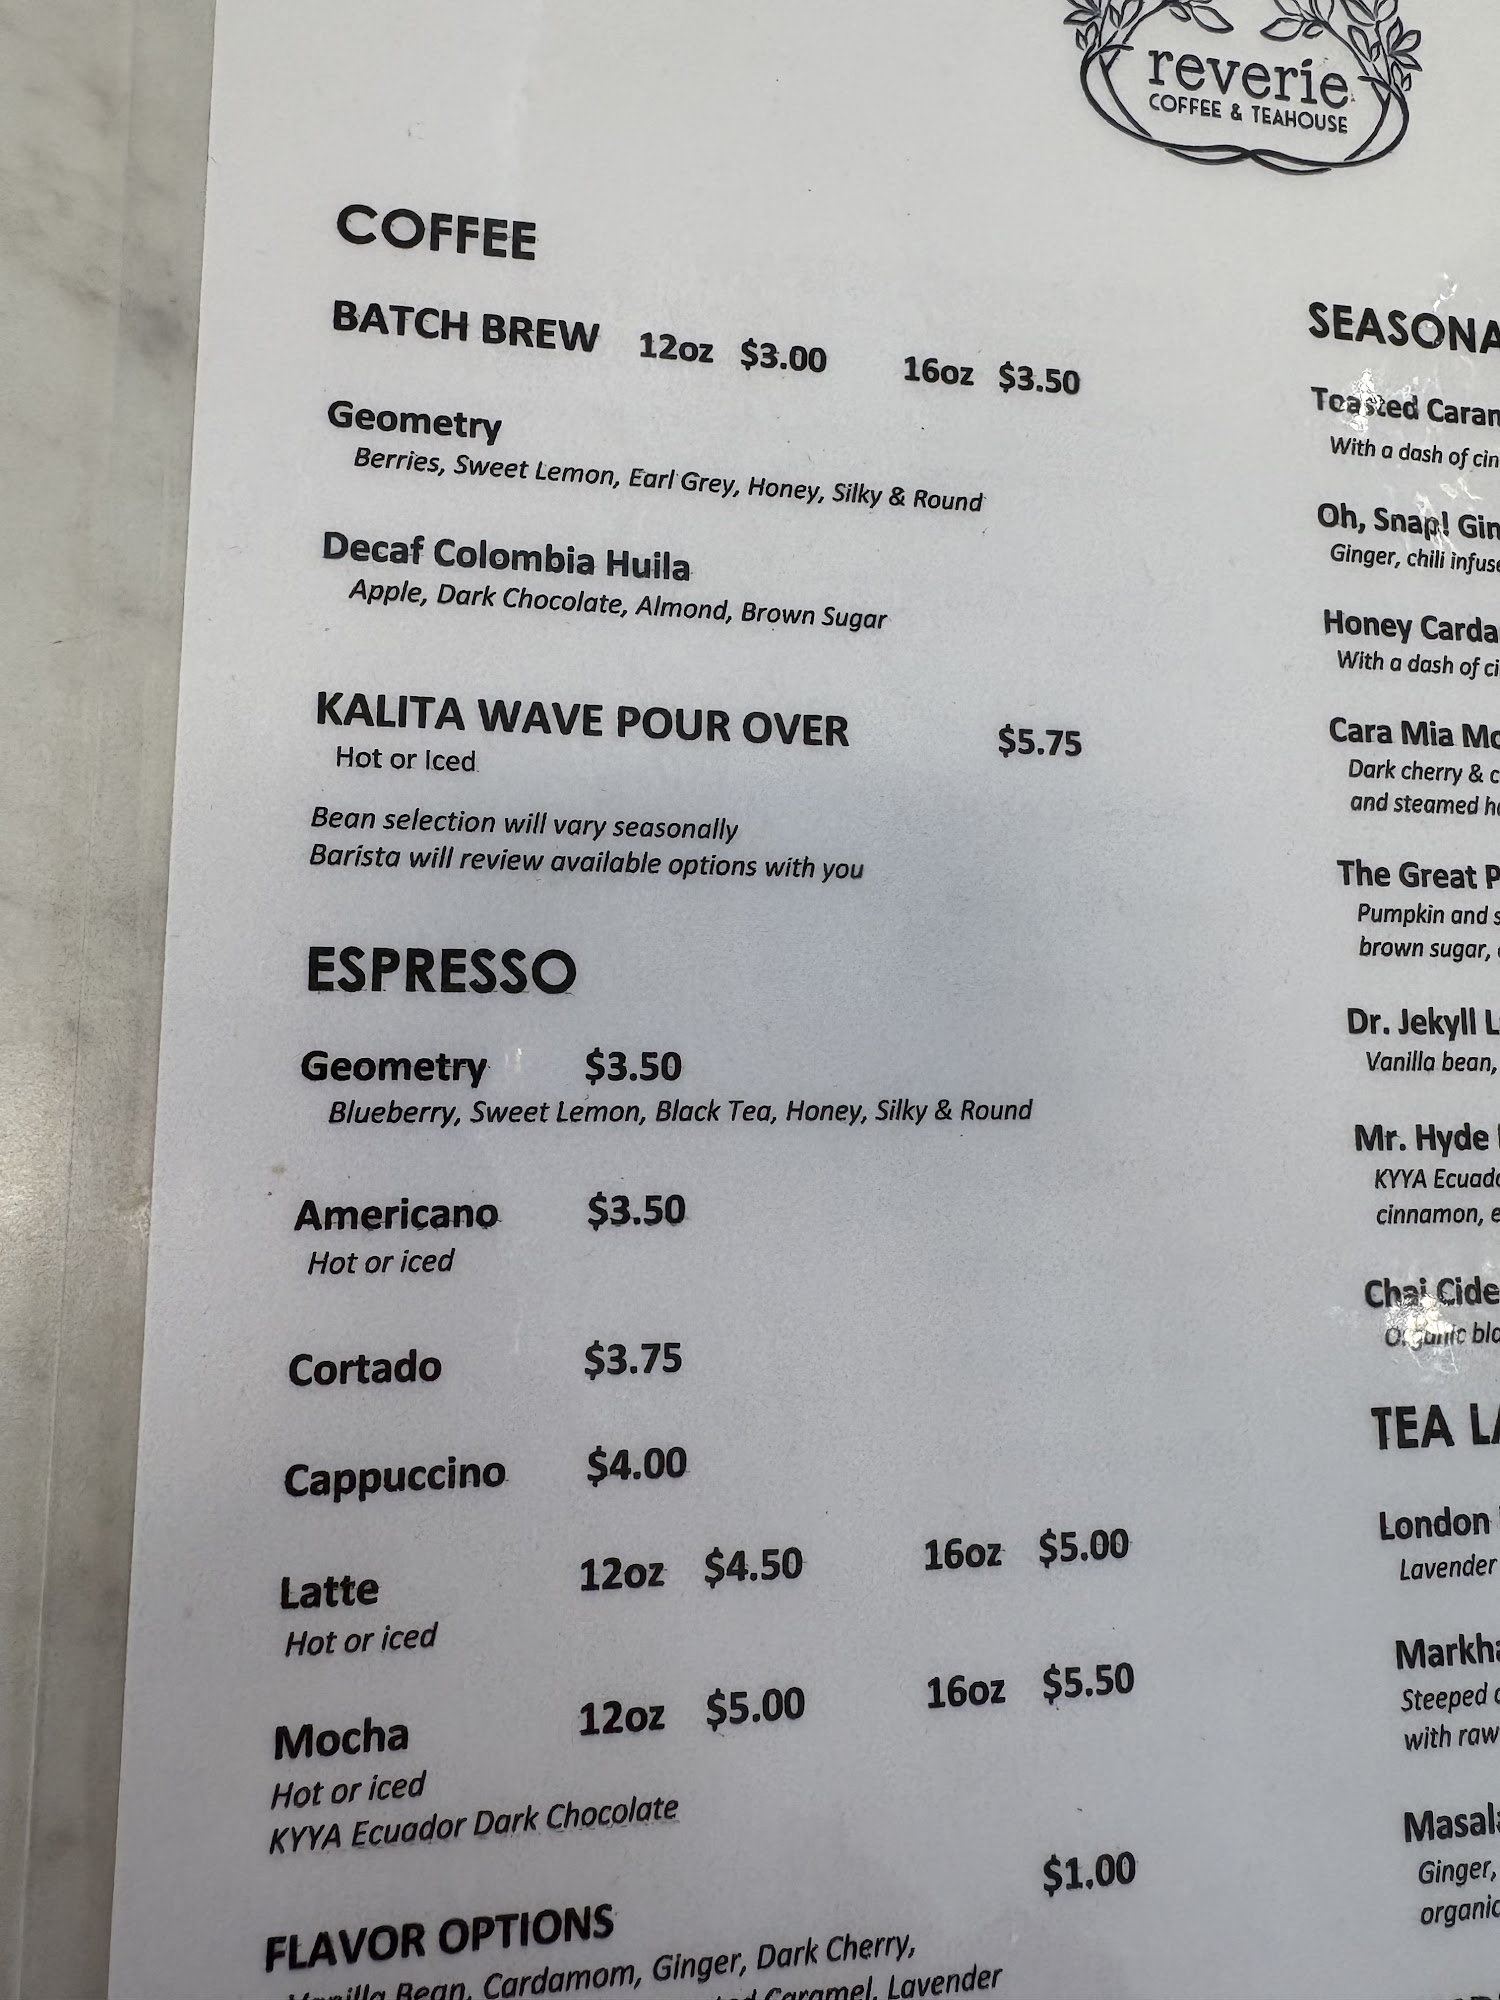 reverie
COFFEE & TEAHOUSE
COFFEE
BATCH BREW 12oz $3.00 16oz $3.50
Geometry
Berries, Sweet Lemon, Earl Grey, Honey, Silky & Round
Decaf Colombia Huila
Apple, Dark Chocolate, Almond, Brown Sugar
KALITA WAVE POUR OVER $5.75
Hot or Iced
Bean selection will vary seasonally
Barista will review available options with you
ESPRESSO
Geometry $3.50
Blueberry, Sweet Lemon, Black Tea, Honey, Silky & Round
Americano $3.50
Hot or iced
Cortado $3.75
Cappuccino $4.00
Latte 12oz $4.50 16oz $5.00
Hot or iced
Mocha 12oz $5.00 16oz $5.50
Hot or iced
KYYA Ecuador Dark Chocolate
FLAVOR OPTIONS $1.00
Vanilla Bean, Cardamom, Ginger, Dark Cherry,
Caramel, Lavender
SEASONA
Toasted Caram
With a dash of cin
Oh, Snap! Gin
Ginger, chili infuse
Honey Carda
With a dash of ci
Cara Mia Mo
Dark cherry & c
and steamed ho
The Great P
Pumpkin and s
brown sugar,
Dr. Jekyll L
Vanilla bean,
Mr. Hyde
KYYA Ecuado
cinnamon, e
Chai Cide
Organic bla
TEA LA
London
Lavender
Markha
Steeped
with raw
Masala
Ginger,
organic